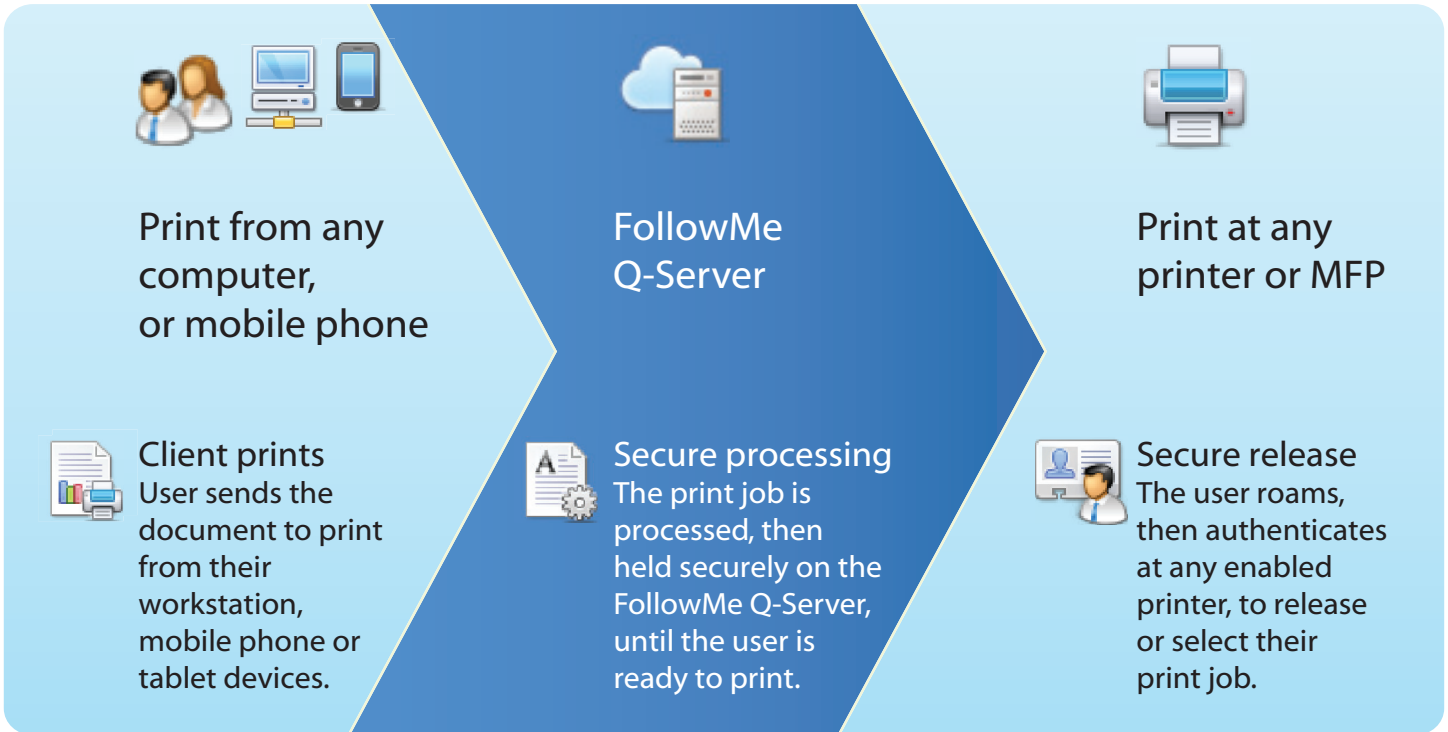 Print from any
computer,
or mobile phone
Client prints
User sends the
document to print
from their
workstation,
mobile phone or
tablet devices.
FollowMe
Q-Server
Secure processing
The print job is
processed, then
held securely on the
FollowMe Q-Server,
until the user is
ready to print.
Print at any
printer or MFP
Secure release
The user roams,
then authenticates
at any enabled
printer, to release
or select their
print job.